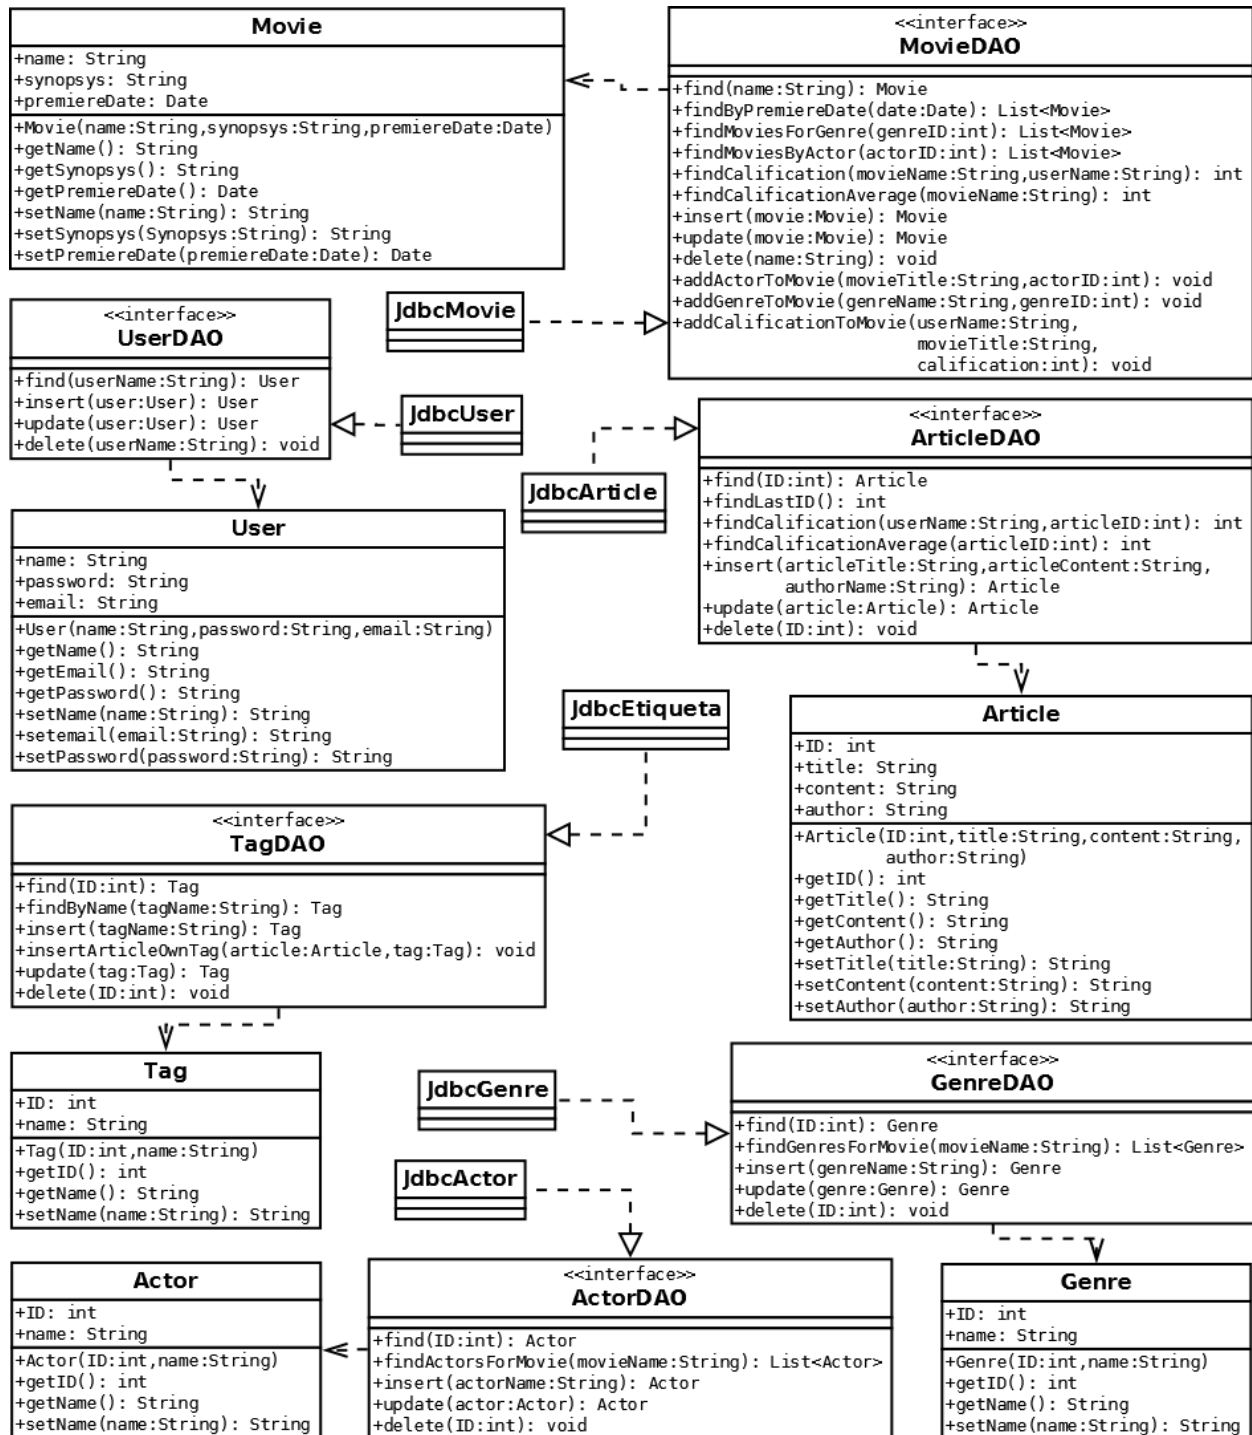 Movie
+name: String
+synopsys: String
+premiereDate: Date
+Movie(name:String,synopsys:String,premiereDate:Date)
+getName(): String
+getSynopsys(): String
+getPremiereDate(): Date
+setName(name:String): String
+setSynopsys(Synopsys:String): String
+setPremiereDate(premiereDate:Date): Date
<<interface>>
MovieDAO
+find(name:String): Movie
+findByPremiereDate(date:Date): List<Movie>
+findMoviesForGenre(genreID:int): List<Movie>
+findMoviesByActor(actorID:int): List<Movie>
+findCalification(movieName:String,userName:String): int
+findCalificationAverage(movieName:String): int
+insert(movie:Movie): Movie
+update(movie:Movie): Movie
+delete(name:String): void
+addActorToMovie(movieTitle:String,actorID:int): void
+addGenreToMovie(genreName:String,genreID:int): void
+addCalificationToMovie(userName:String,
movieTitle:String,
calification:int): void
JdbcMovie
<<interface>>
UserDAO
+find(userName:String): User
+insert(user:User): User
+update(user:User): User
+delete(userName:String): void
JdbcUser
<<interface>>
ArticleDAO
+find(ID:int): Article
+findLastID(): int
+findCalification(userName:String,articleID:int): int
+findCalificationAverage(articleID:int): int
+insert(articleTitle:String,articleContent:String,
authorName:String): Article
+update(article:Article): Article
+delete(ID:int): void
JdbcArticle
User
+name: String
+password: String
+email: String
+User(name:String,password:String,email:String)
+getName(): String
+getEmail(): String
+getPassword(): String
+setName(name:String): String
+setemail(email:String): String
+setPassword(password:String): String
JdbcEtiqueta
Article
+ID: int
+title: String
+content: String
+author: String
+Article(ID:int,title:String,content:String,
author:String)
+getID(): int
+getTitle(): String
+getContent(): String
+getAuthor(): String
+setTitle(title:String): String
+setContent(content:String): String
+setAuthor(author:String): String
<<interface>>
TagDAO
+find(ID:int): Tag
+findByName(tagName:String): Tag
+insert(tagName:String): Tag
+insertArticleOwnTag(article:Article,tag:Tag): void
+update(tag:Tag): Tag
+delete(ID:int): void
Tag
+ID: int
+name: String
+Tag(ID:int,name:String)
+getID(): int
+getName(): String
+setName(name:String): String
JdbcGenre
<<interface>>
GenreDAO
+find(ID:int): Genre
+findGenresForMovie(movieName:String): List<Genre>
+insert(genreName:String): Genre
+update(genre:Genre): Genre
+delete(ID:int): void
JdbcActor
Actor
+ID: int
+name: String
+Actor(ID:int,name:String)
+getID(): int
+getName(): String
+setName(name:String): String
<<interface>>
ActorDAO
+find(ID:int): Actor
+findActorsForMovie(movieName:String): List<Actor>
+insert(actorName:String): Actor
+update(actor:Actor): Actor
+delete(ID:int): void
Genre
+ID: int
+name: String
+Genre(ID:int,name:String)
+getID(): int
+getName(): String
+setName(name:String): String